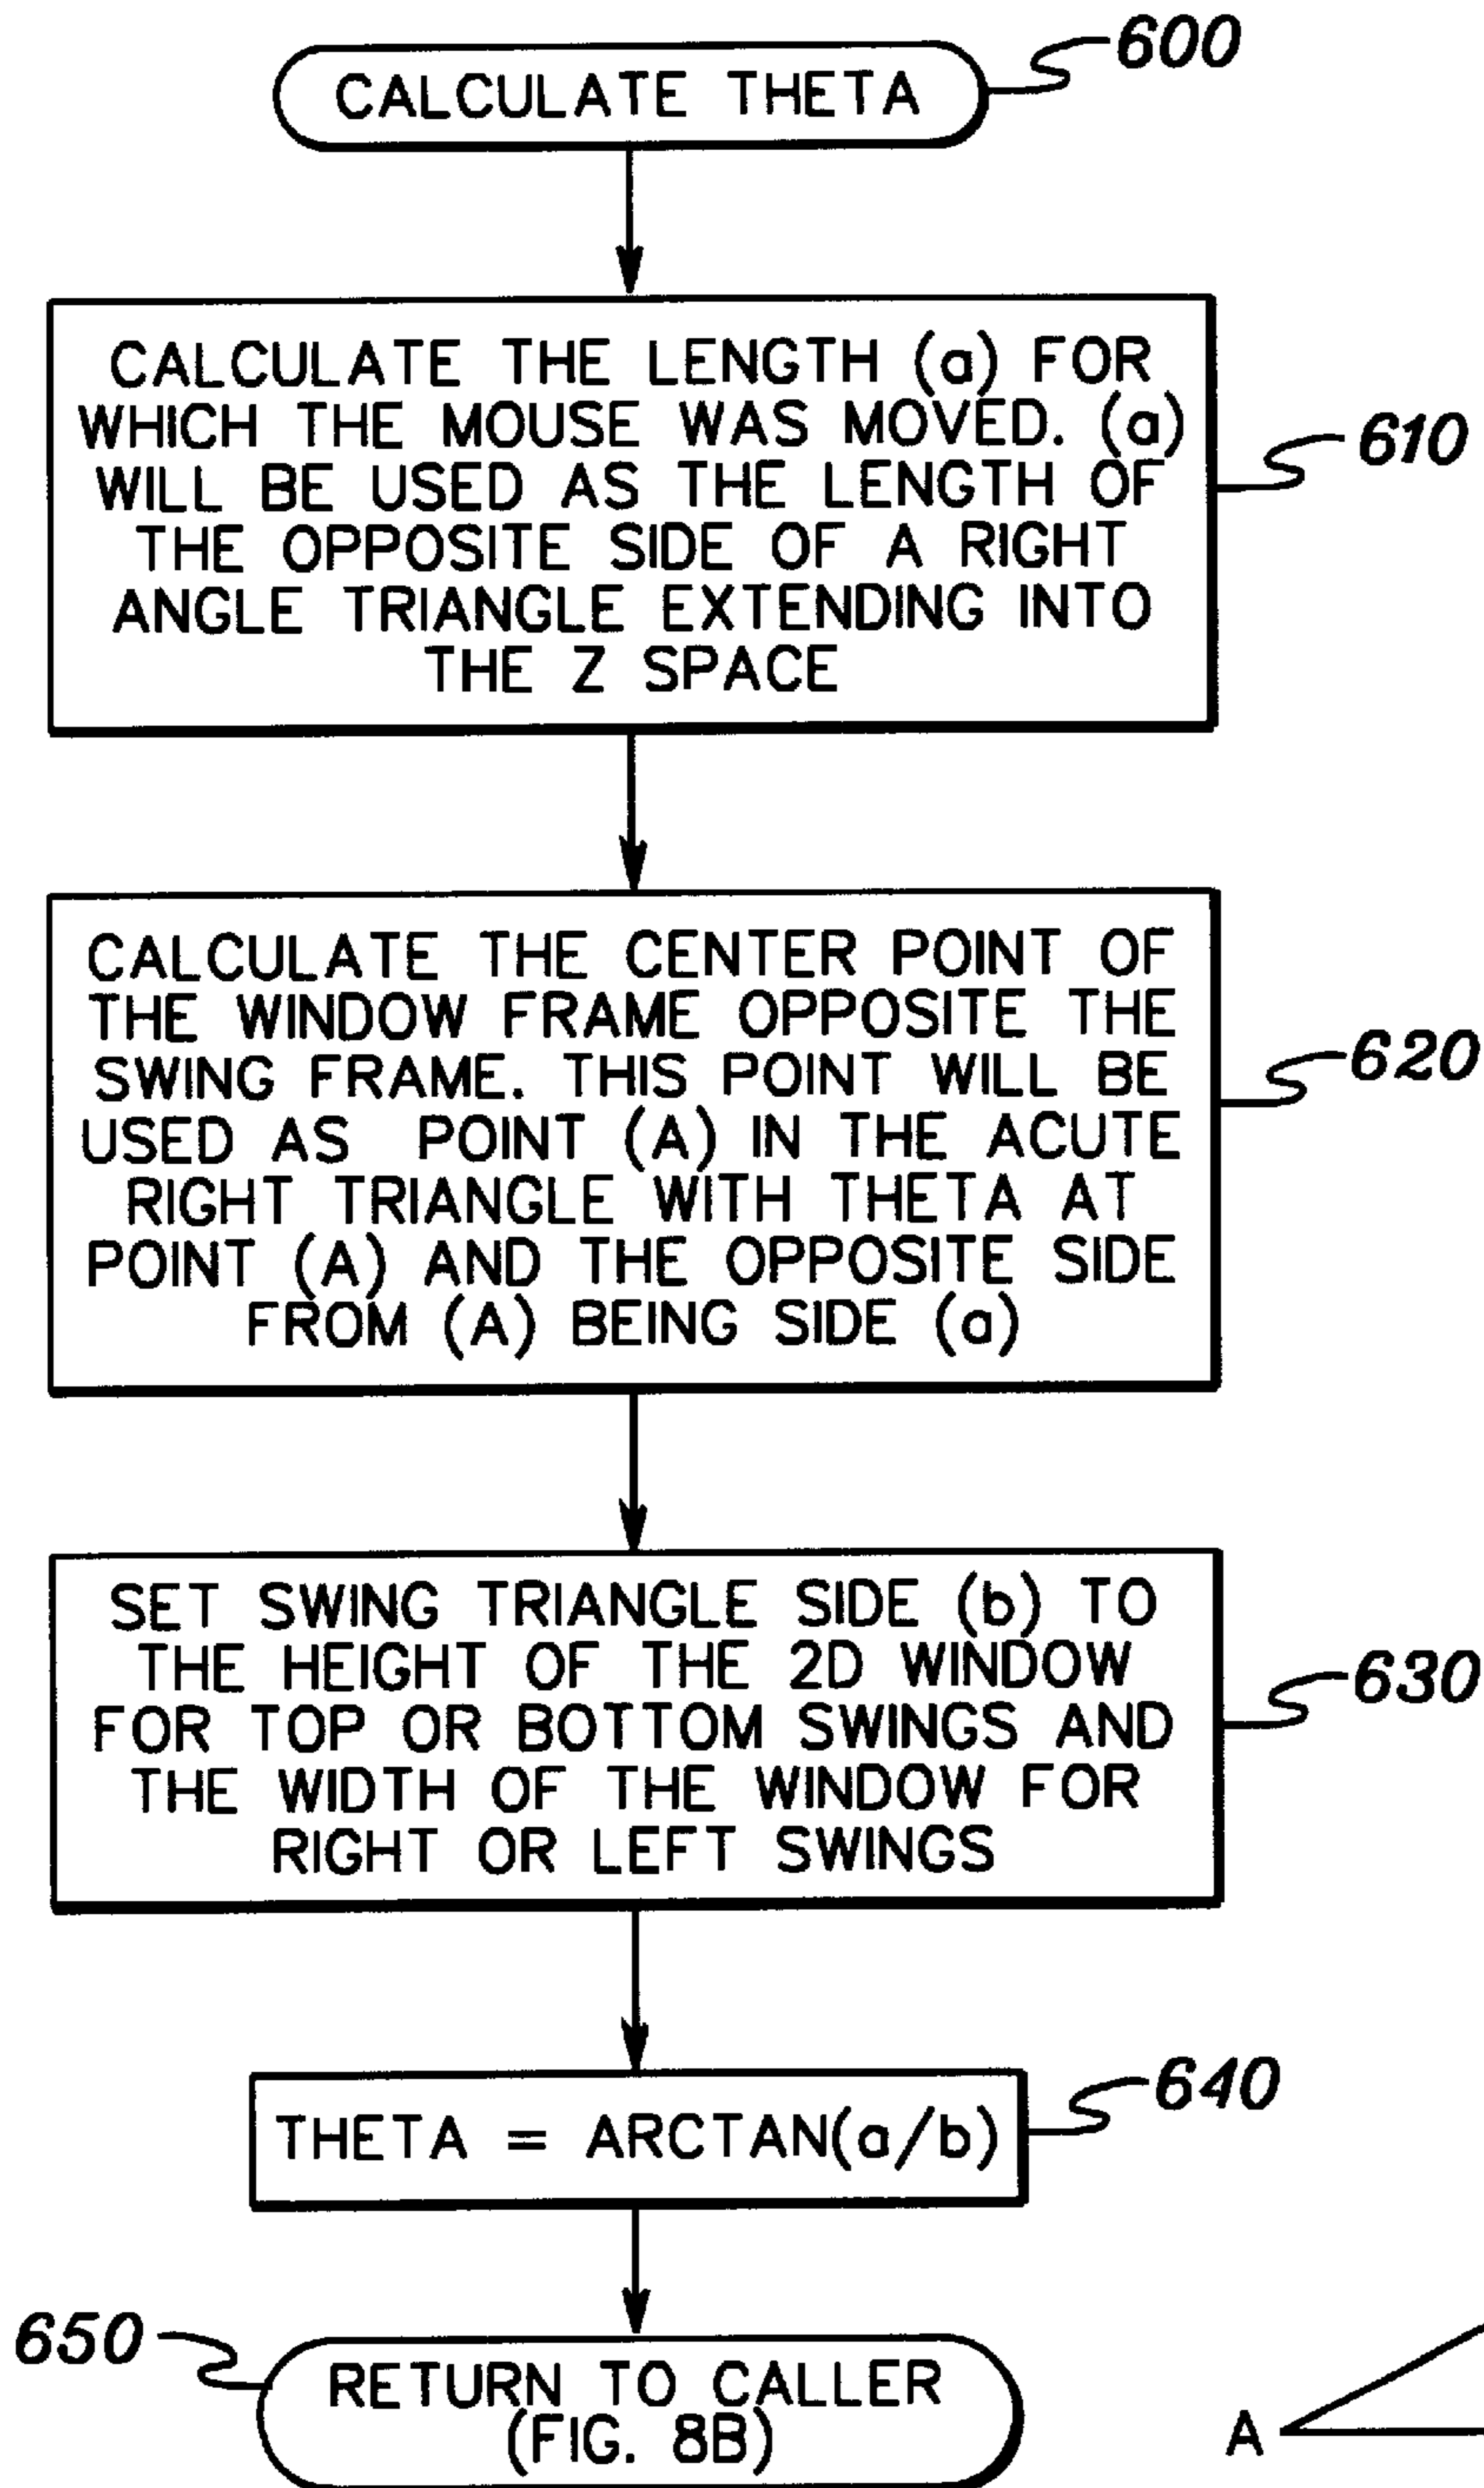 CALCULATE THETA
600
CALCULATE THE LENGTH (a) FOR
WHICH THE MOUSE WAS MOVED. (a)
WILL BE USED AS THE LENGTH OF
THE OPPOSITE SIDE OF A RIGHT
ANGLE TRIANGLE EXTENDING INTO
THE Z SPACE
610
CALCULATE THE CENTER POINT OF
THE WINDOW FRAME OPPOSITE THE
SWING FRAME. THIS POINT WILL BE
USED AS POINT (A) IN THE ACUTE
RIGHT TRIANGLE WITH THETA AT
POINT (A) AND THE OPPOSITE SIDE
FROM (A) BEING SIDE (a)
620
SET SWING TRIANGLE SIDE (b) TO
THE HEIGHT OF THE 2D WINDOW
FOR TOP OR BOTTOM SWINGS AND
THE WIDTH OF THE WINDOW FOR
RIGHT OR LEFT SWINGS
630
THETA = ARCTAN(a/b)
640
650
RETURN TO CALLER
(FIG. 8B)
A